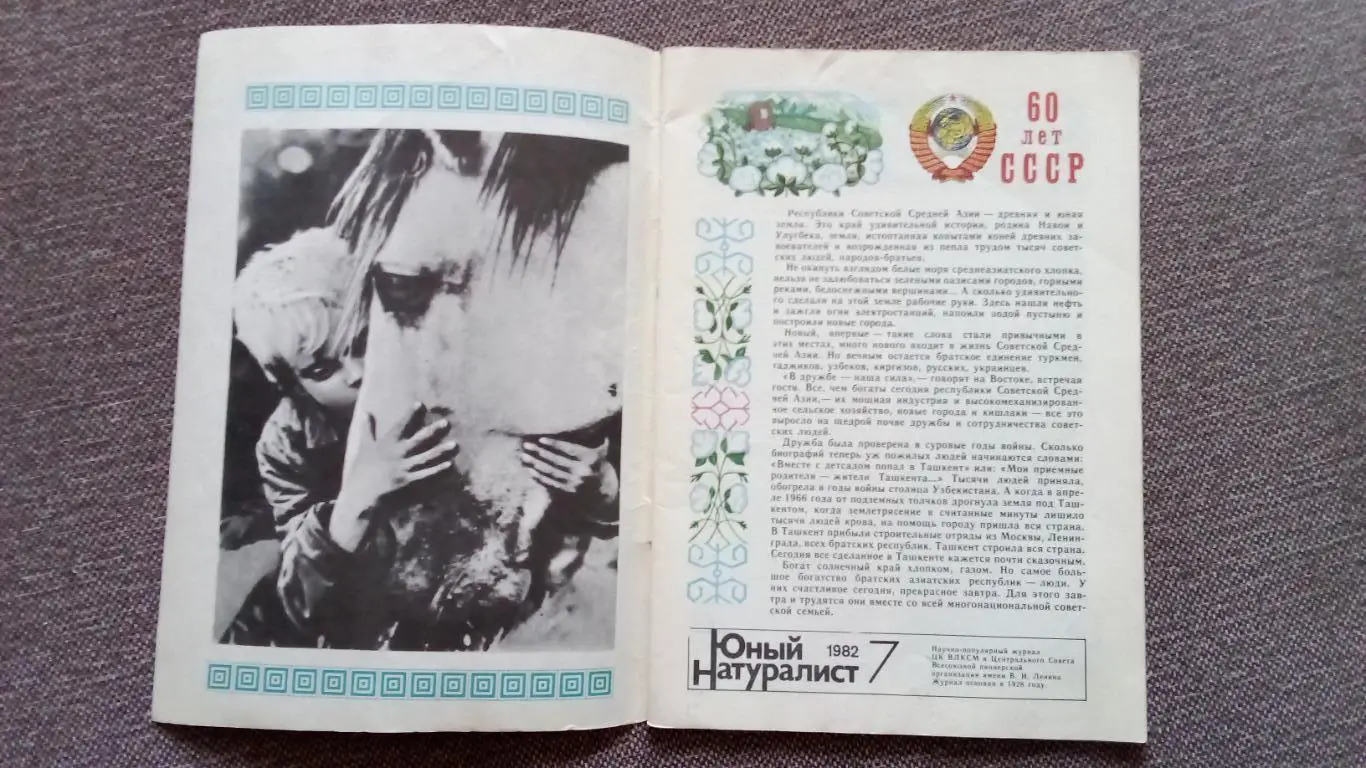 60
лет
СССР
Республики Советской Средней Азии — древняя и юная
земля. Это край удивительной истории, родина Навои и
Улугбека, земля, истоптанная копытами коней древних за-
воевателей и возрожденная из пепла трудом тысяч совет-
ских людей, народов-братьев.
Не окинуть взглядом белые моря среднеазиатского хлопка,
нельзя не залюбоваться зелеными оазисами городов, горными
реками, белоснежными вершинами... А сколько удивительно-
го сделали на этой земле рабочие руки. Здесь нашли нефть
и зажгли огни электростанций, напоили водой пустыню и
построили новые города.
Новый, впервые — такие слова стали привычными в
этих местах, много нового входит в жизнь Советской Сред-
ней Азии. Но вечным остается братское единение туркмен,
таджиков, узбеков, киргизов, русских, украинцев.
«В дружбе — наша сила»,— говорят на Востоке, встречая
гостя. Все, чем богаты сегодня республики Советской Сред-
ней Азии,— их мощная индустрия и высокомеханизирован-
ное сельское хозяйство, новые города и кишлаки — все это
выросло на щедрой почве дружбы и сотрудничества совет-
ских людей.
Дружба была проверена в суровые годы войны. Сколько
биографий теперь уж пожилых людей начинаются словами:
«Вместе с детсадом попал в Ташкент» или: «Мои приемные
родители — жители Ташкента...» Тысячи людей приняла,
обогрела в годы войны столица Узбекистана. А когда в апре-
ле 1966 года от подземных толчков дрогнула земля под Таш-
кентом, когда землетрясение в считанные минуты лишило
тысячи людей крова, на помощь городу пришла вся страна.
В Ташкент прибыли строительные отряды из Москвы, Ленин-
града, всех братских республик. Ташкент строила вся страна.
Сегодня все сделанное в Ташкенте кажется почти сказочным.
Богат солнечный край хлопком, газом. Но самое боль-
шое богатство братских азиатских республик — люди. У
них счастливое сегодня, прекрасное завтра. Для этого зав-
тра и трудятся они вместе со всей многонациональной совет-
ской семьей.
Юный
Натуралист
1982
7
Научно-популярный журнал
ЦК ВЛКСМ и Центрального Совета
Всесоюзной пионерской
организации имени В. И. Ленина
Журнал основан в 1928 году.